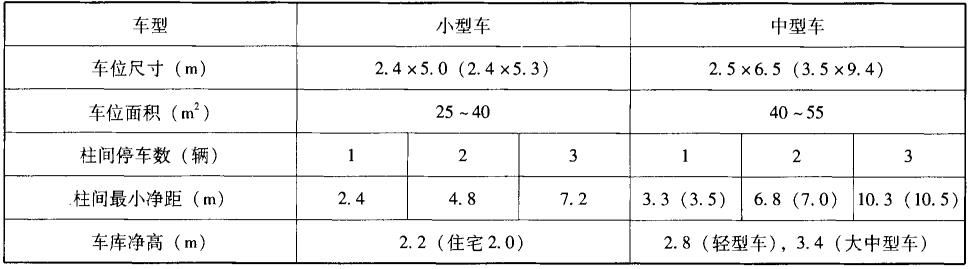 车型 小型车 中型车
车位尺寸（m） 2.4×5.0（2.4×5.3） 2.5×6.5（3.5×9.4）
车位面积（m²） 25~40 40~55
柱间停车数（辆） 1 2 3 1 2 3
柱间最小净距（m） 2.4 4.8 7.2 3.3（3.5） 6.8（7.0） 10.3（10.5）
车库净高（m） 2.2（住宅2.0） 2.8（轻型车），3.4（大中型车）